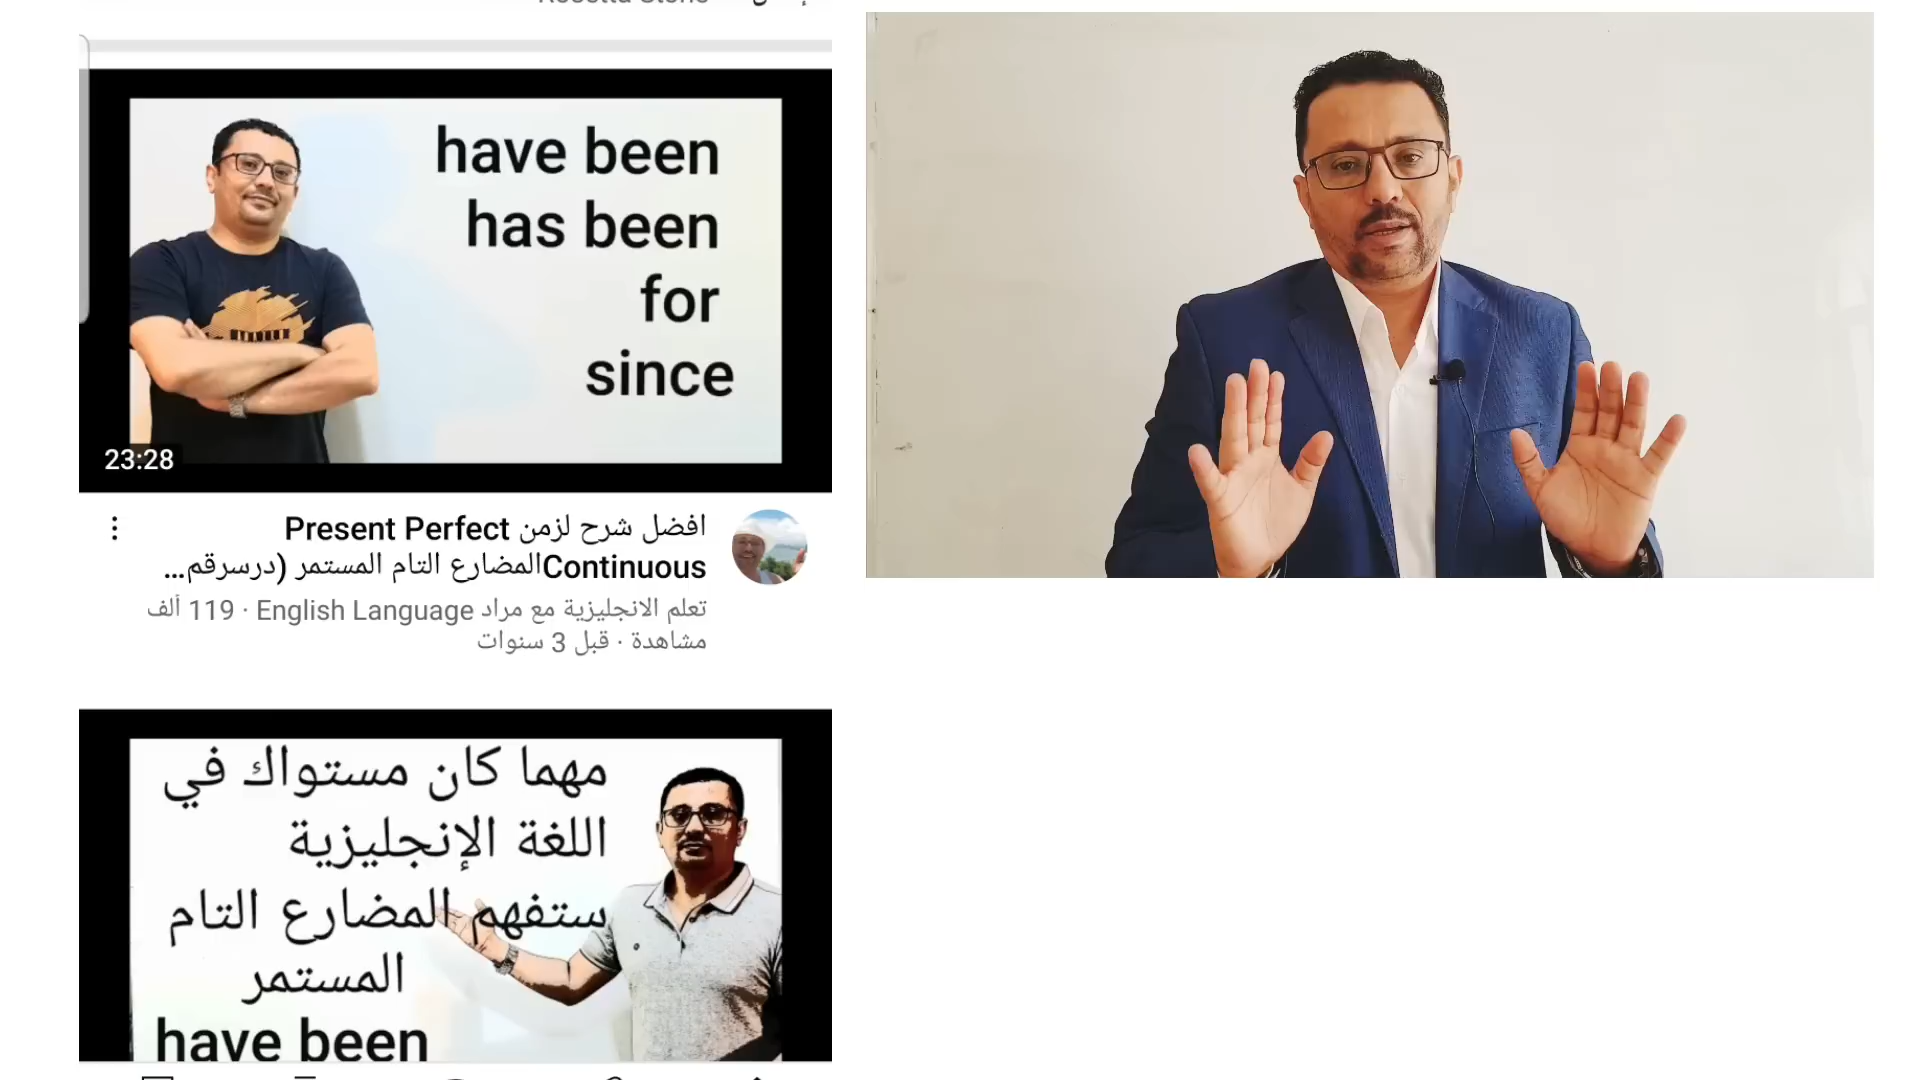 have been
has been
for
since
23:28
افضل شرح لزمن Present Perfect
Continuousالمضارع التام المستمر (درسرقم...
تعلم الانجليزية مع مراد English Language · 119 ألف
مشاهدة · قبل 3 سنوات
مهما كان مستواك في
اللغة الإنجليزية
ستفهم المضارع التام
المستمر
have been